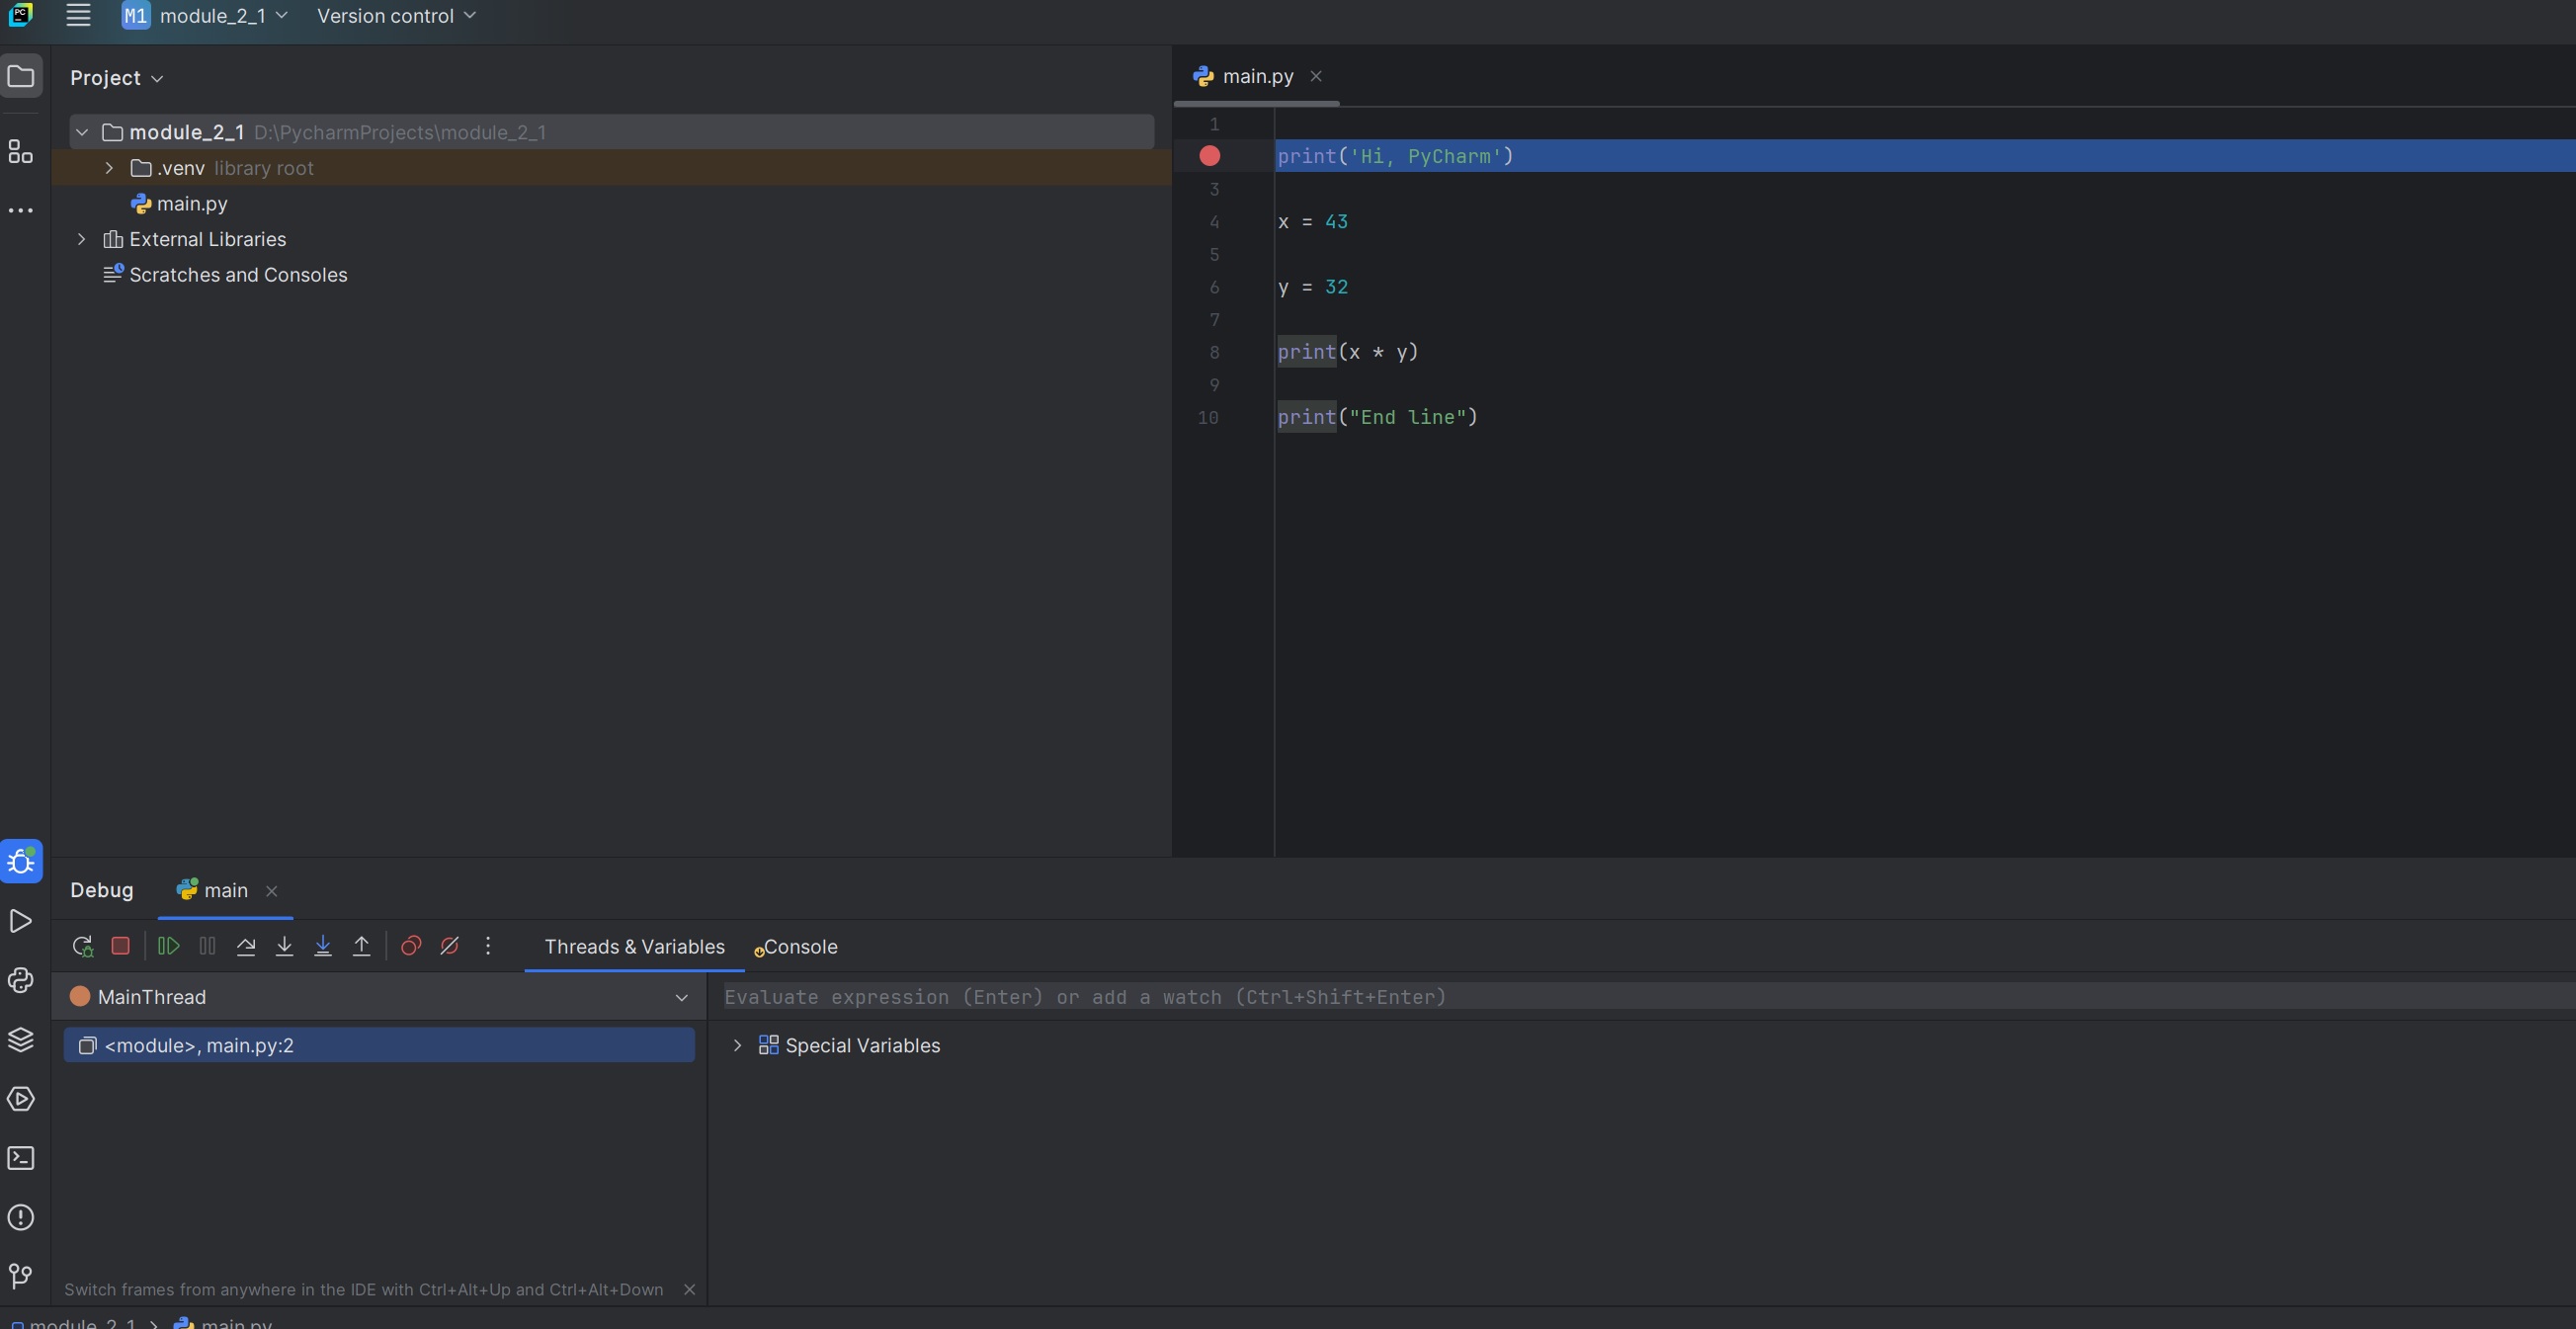 PC
M1 module_2_1 Version control
Project
module_2_1 D:\PycharmProjects\module_2_1
.venv library root
main.py
External Libraries
Scratches and Consoles
main.py
1
print('Hi, PyCharm')
3
4 x = 43
5
6 y = 32
7
8 print(x * y)
9
10 print("End line")
Debug main
Threads & Variables Console
MainThread
Evaluate expression (Enter) or add a watch (Ctrl+Shift+Enter)
<module>, main.py:2
Special Variables
Switch frames from anywhere in the IDE with Ctrl+Alt+Up and Ctrl+Alt+Down
module_2_1 > main.py